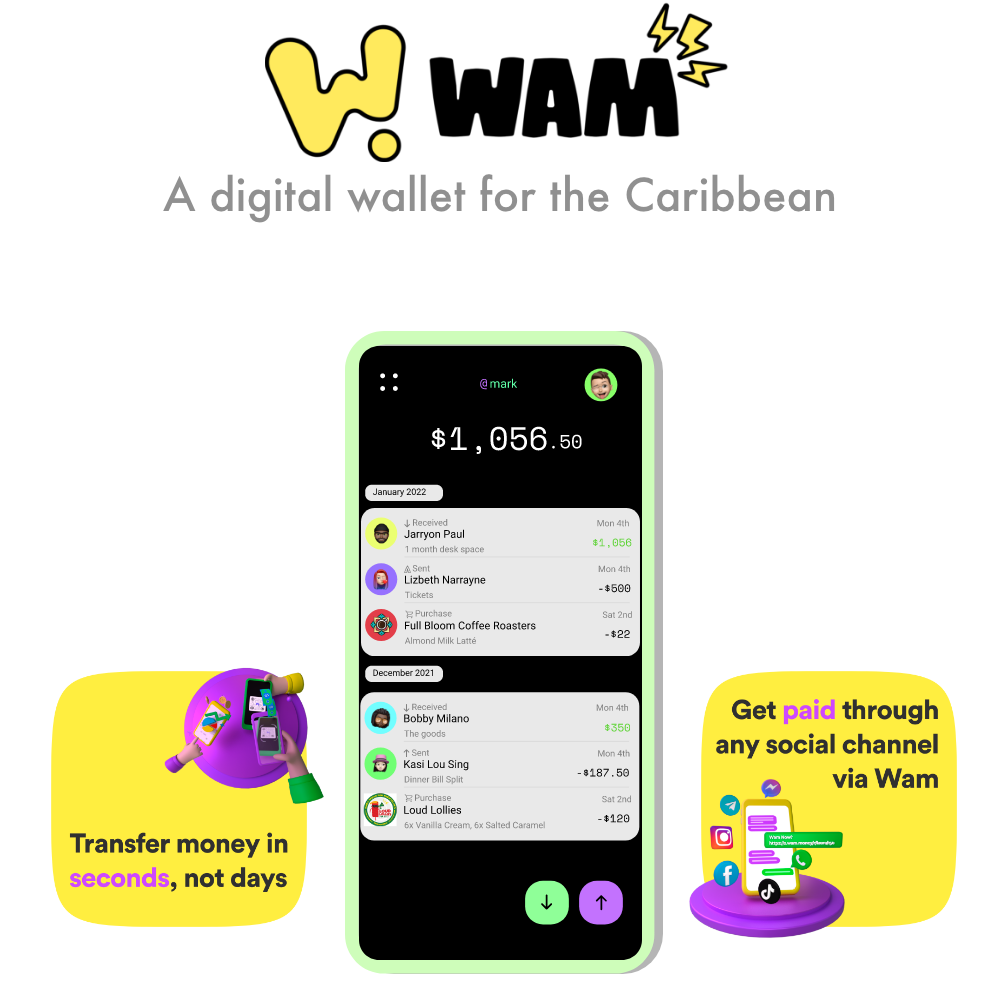 W!
WAM
A digital wallet for the Caribbean
@mark
$1,056.50
January 2022
Received
Mon 4th
Jarryon Paul
$1,056
1 month desk space
Sent
Mon 4th
Lizbeth Narrayne
-$500
Tickets
Purchase
Sat 2nd
Full Bloom Coffee Roasters
-$22
Almond Milk Latté
December 2021
Received
Mon 4th
Bobby Milano
$350
The goods
Sent
Mon 4th
Kasi Lou Sing
-$187.50
Dinner Bill Split
Purchase
Sat 2nd
Loud Lollies
-$120
6x Vanilla Cream, 6x Salted Caramel
Transfer money in
seconds, not days
Get paid through
any social channel
via Wam
Wam Now!